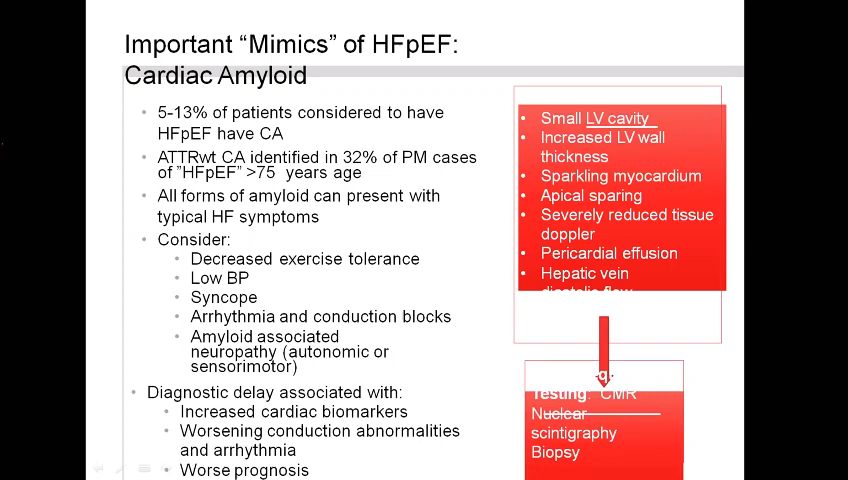 Important “Mimics” of HFpEF:
Cardiac Amyloid
• 5-13% of patients considered to have
HFpEF have CA
• ATTRwt CA identified in 32% of PM cases
of ”HFpEF” >75 years age
• All forms of amyloid can present with
typical HF symptoms
• Consider:
• Decreased exercise tolerance
• Low BP
• Syncope
• Arrhythmia and conduction blocks
• Amyloid associated
neuropathy (autonomic or
sensorimotor)
• Diagnostic delay associated with:
• Increased cardiac biomarkers
• Worsening conduction abnormalities
and arrhythmia
• Worse prognosis
• Small LV cavity
• Increased LV wall
thickness
• Sparkling myocardium
• Apical sparing
• Severely reduced tissue
doppler
• Pericardial effusion
• Hepatic vein
diastolic flow
Testing: CMR
Nuclear
scintigraphy
Biopsy